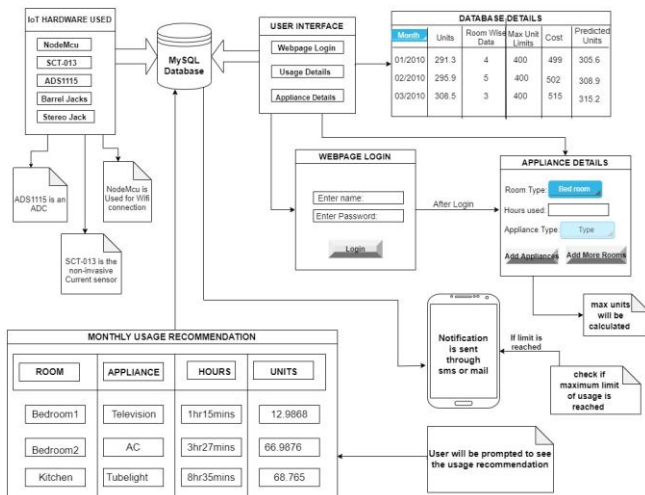 IoT HARDWARE USED
NodeMcu
SCT-013
ADS1115
Barrel Jacks
Stereo Jack
MySQL
Database
USER INTERFACE
Webpage Login
Usage Details
Appliance Details
DATABASE DETAILS
Month Units Room Wise Data Max Unit Limits Cost Predicted Units
01/2010 291.3 4 400 499 305.6
02/2010 295.9 5 400 502 308.9
03/2010 308.5 3 400 515 315.2
ADS1115 is an
ADC
NodeMcu is
Used for Wifi
connection
SCT-013 is the
non-invasive
Current sensor
WEBPAGE LOGIN
Enter name:
Enter Password:
Login
After Login
APPLIANCE DETAILS
Room Type: Bed room
Hours used:
Appliance Type: Type
Add Appliances Add More Rooms
max units
will be
calculated
Notification
is sent
through
sms or mail
If limit is
reached
check if
maximum limit
of usage is
reached
MONTHLY USAGE RECOMMENDATION
ROOM APPLIANCE HOURS UNITS
Bedroom1 Television 1hr15mins 12.9868
Bedroom2 AC 3hr27mins 66.9876
Kitchen Tubelight 8hr35mins 68.765
User will be prompted to see
the usage recommendation